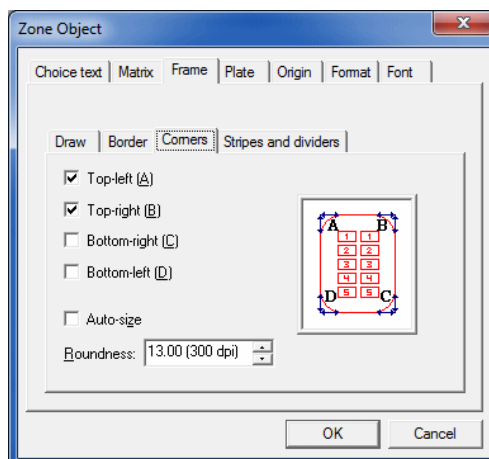 Zone Object
Choice text Matrix Frame Plate Origin Format Font
Draw Border Corners Stripes and dividers
Top-left (A)
Top-right (B)
Bottom-right (C)
Bottom-left (D)
Auto-size
Roundness: 13.00 (300 dpi)
A B
1 1
2 2
3 3
4 4
5 5
D C
OK Cancel